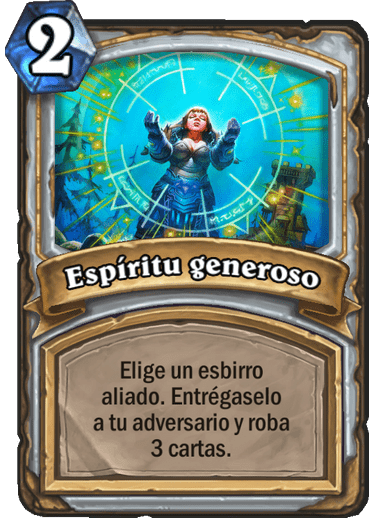 2
Espíritu generoso
Elige un esbirro
aliado. Entrégaselo
a tu adversario y roba
3 cartas.